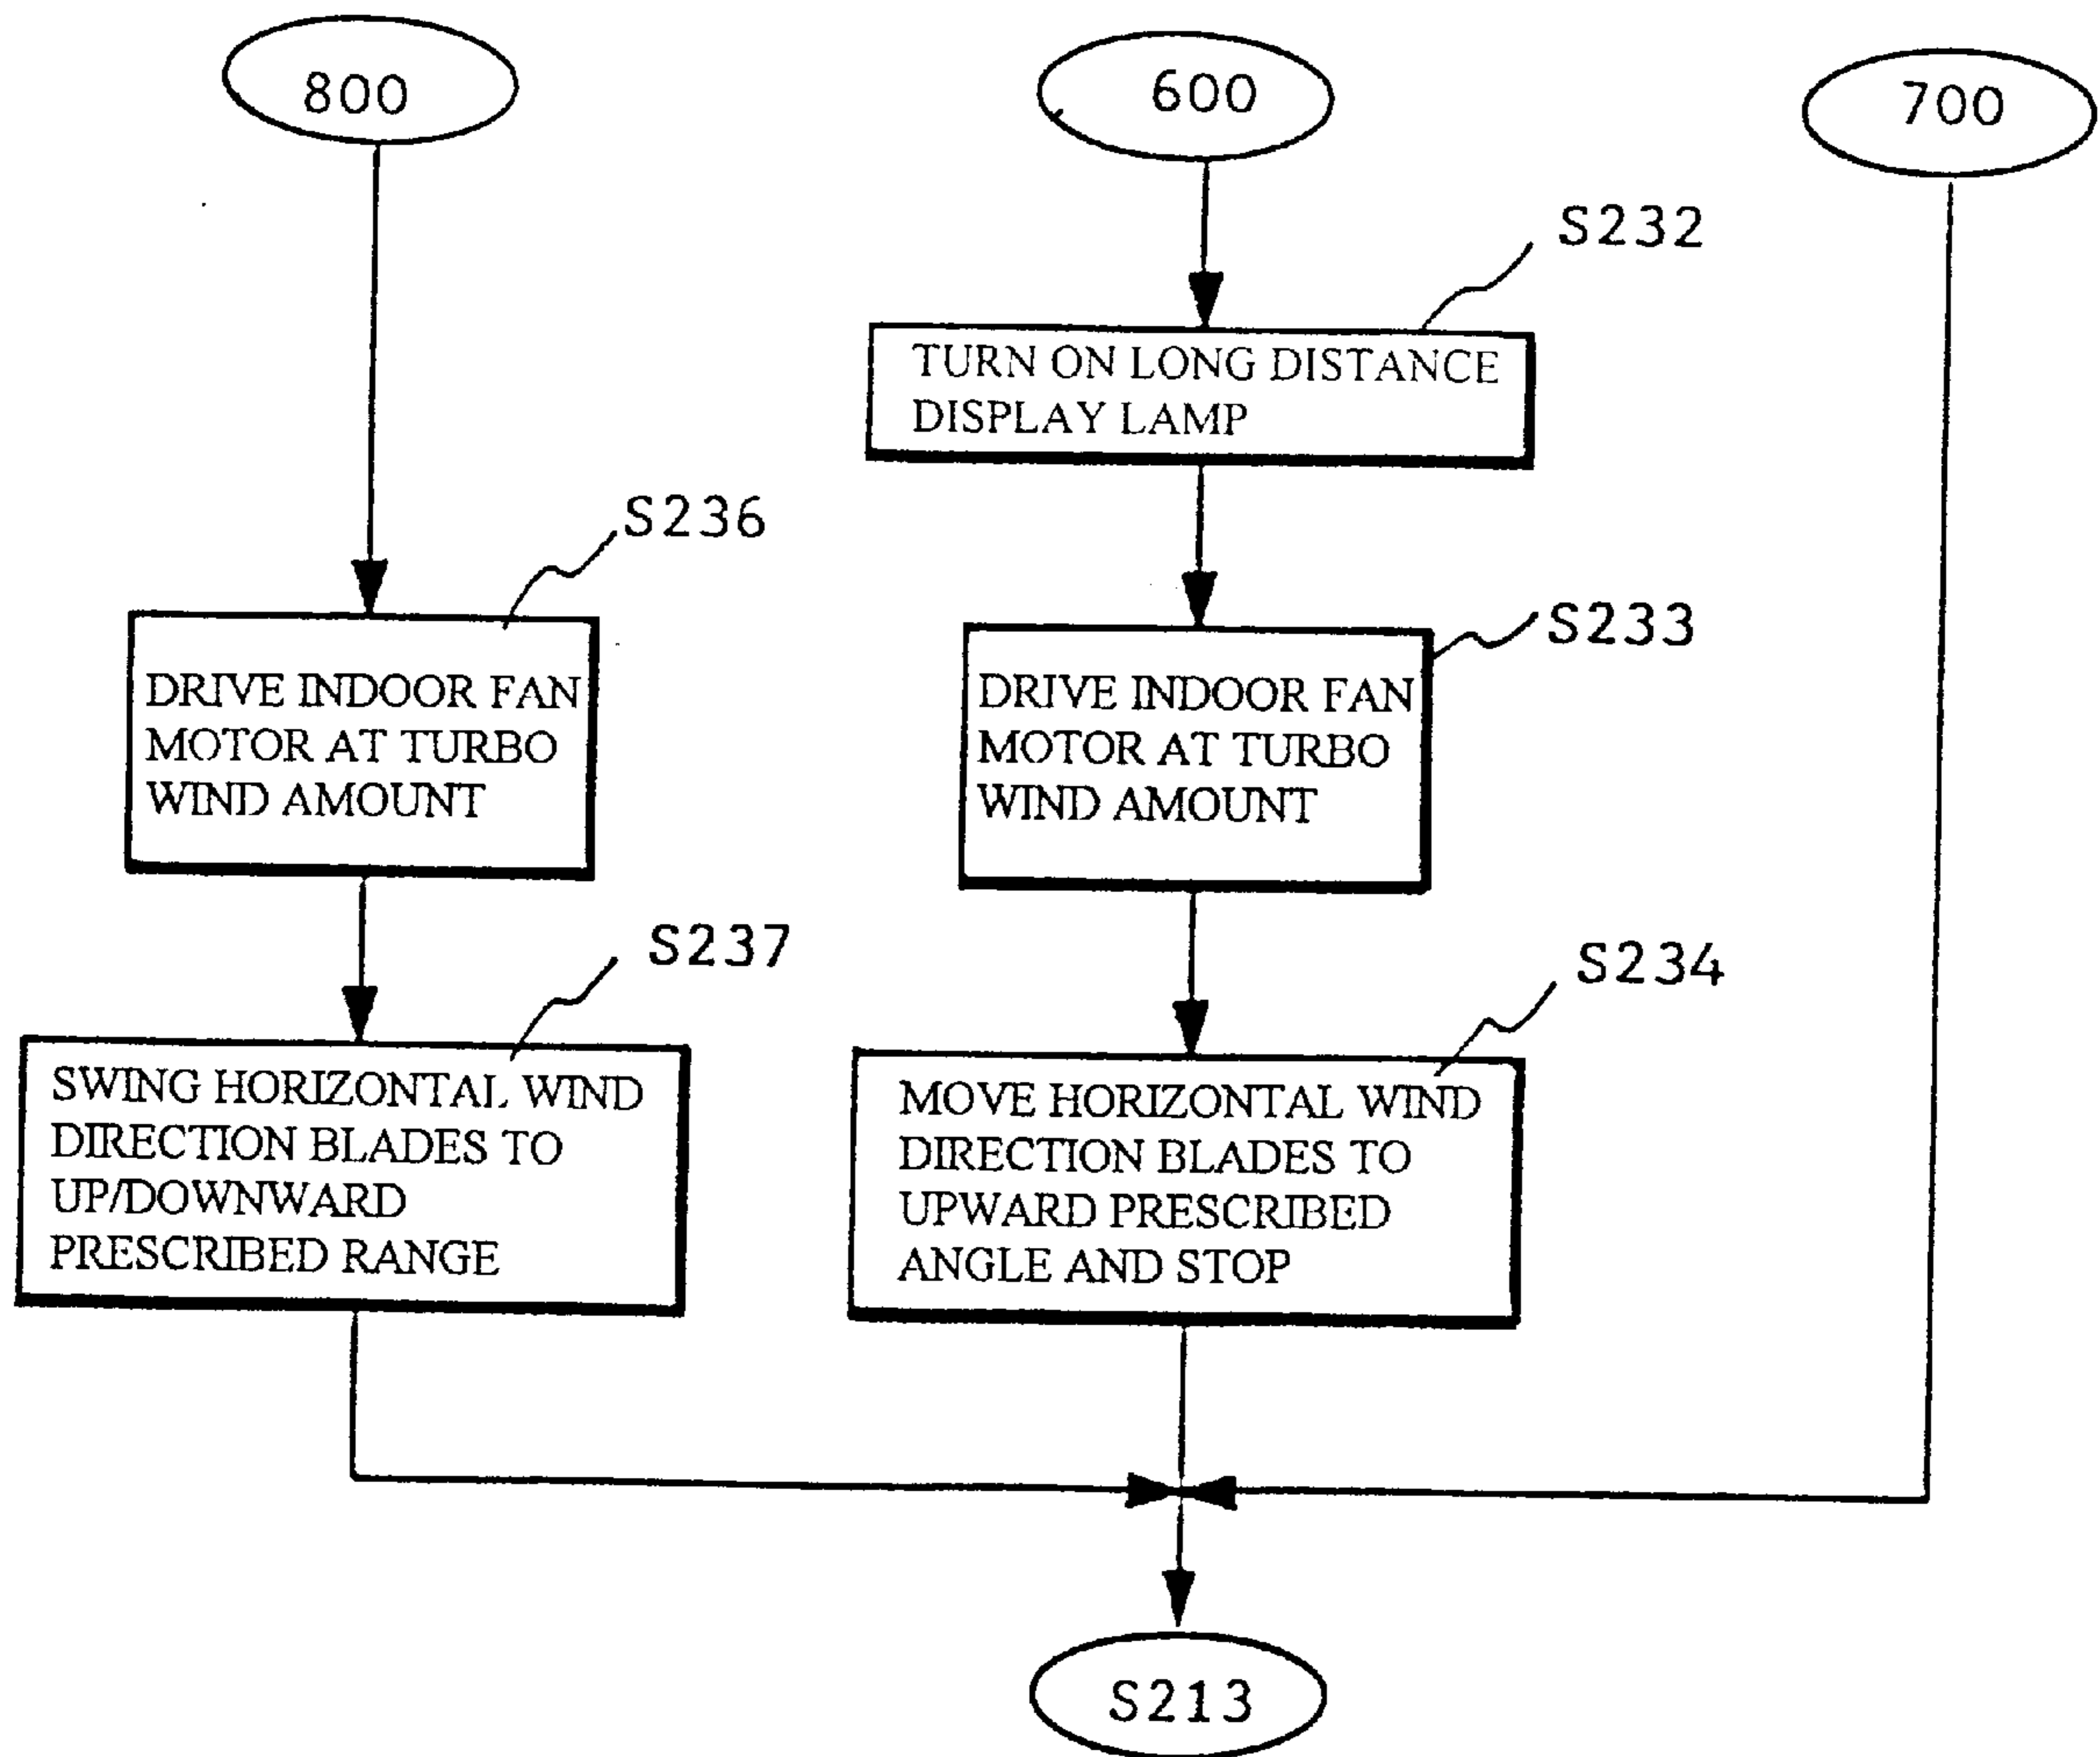 800
600
700
S232
TURN ON LONG DISTANCE
DISPLAY LAMP
S236
S233
DRIVE INDOOR FAN
MOTOR AT TURBO
WIND AMOUNT
DRIVE INDOOR FAN
MOTOR AT TURBO
WIND AMOUNT
S237
S234
SWING HORIZONTAL WIND
DIRECTION BLADES TO
UP/DOWNWARD
PRESCRIBED RANGE
MOVE HORIZONTAL WIND
DIRECTION BLADES TO
UPWARD PRESCRIBED
ANGLE AND STOP
S213